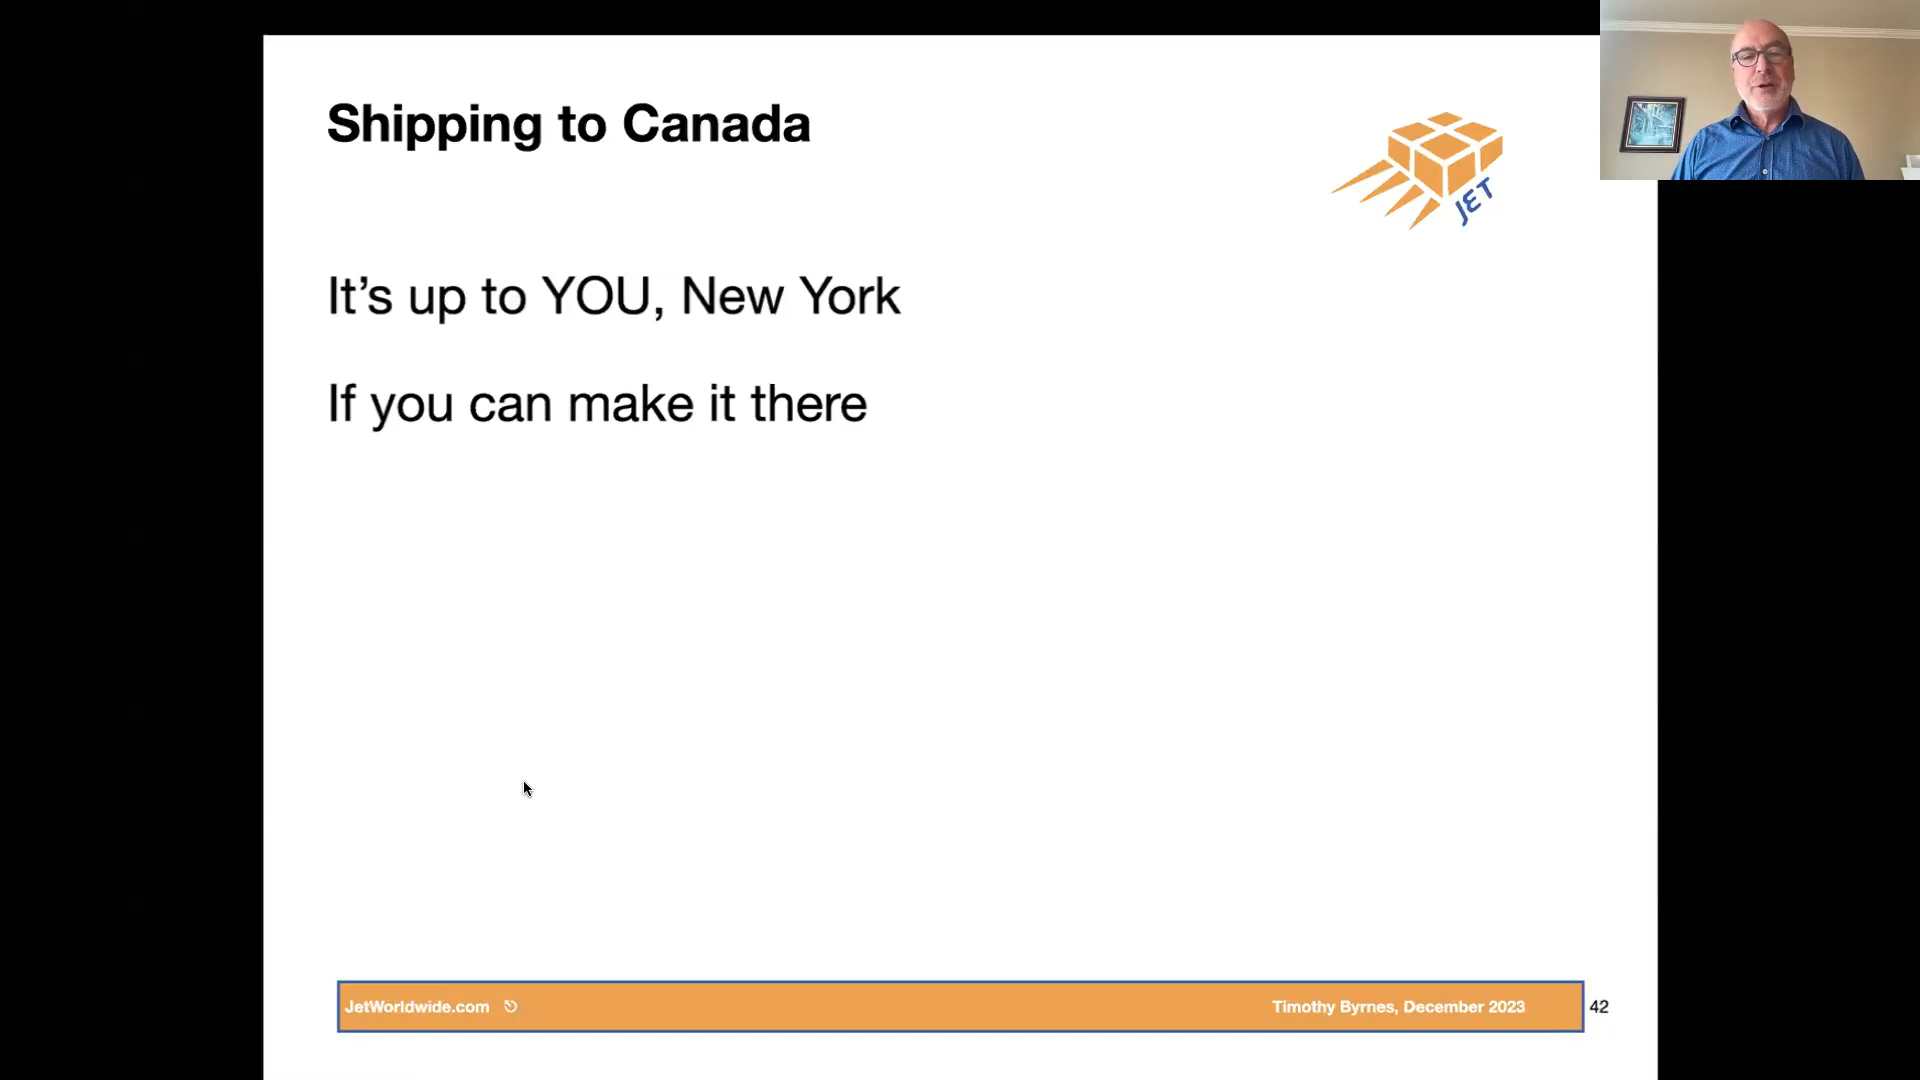 Shipping to Canada
JET
It's up to YOU, New York
If you can make it there
JetWorldwide.com
Timothy Byrnes, December 2023
42